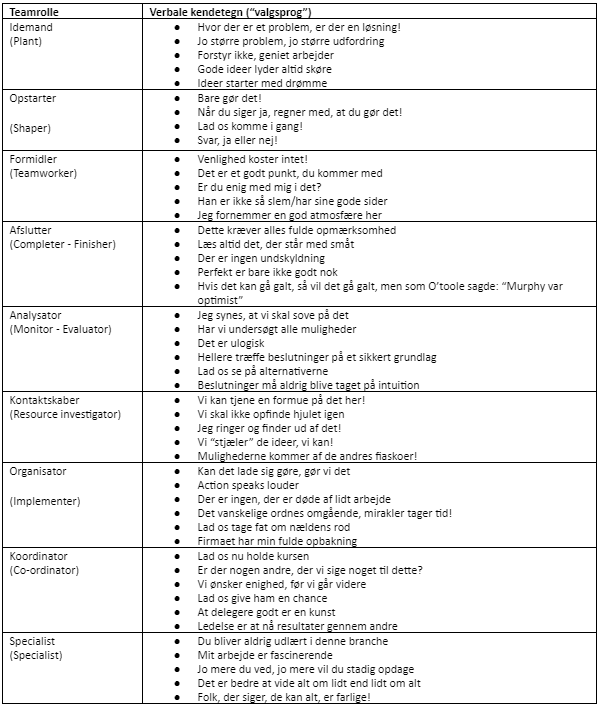 Teamrolle
Verbale kendetegn (“valgsprog”)
Idemand
(Plant)
● Hvor der er et problem, er der en løsning!
● Jo større problem, jo større udfordring
● Forstyr ikke, geniet arbejder
● Gode ideer lyder altid skøre
● Ideer starter med drømme
Opstarter
(Shaper)
● Bare gør det!
● Når du siger ja, regner med, at du gør det!
● Lad os komme i gang!
● Svar, ja eller nej!
Formidler
(Teamworker)
● Venlighed koster intet!
● Det er et godt punkt, du kommer med
● Er du enig med mig i det?
● Han er ikke så slem/har sine gode sider
● Jeg fornemmer en god atmosfære her
Afslutter
(Completer - Finisher)
● Dette kræver alles fulde opmærksomhed
● Læs altid det, der står med småt
● Der er ingen undskyldning
● Perfekt er bare ikke godt nok
● Hvis det kan gå galt, så vil det gå galt, men som O’toole sagde: “Murphy var
optimist”
Analysator
(Monitor - Evaluator)
● Jeg synes, at vi skal sove på det
● Har vi undersøgt alle muligheder
● Det er ulogisk
● Hellere træffe beslutninger på et sikkert grundlag
● Lad os se på alternativerne
● Beslutninger må aldrig blive taget på intuition
Kontaktskaber
(Resource investigator)
● Vi kan tjene en formue på det her!
● Vi skal ikke opfinde hjulet igen
● Jeg ringer og finder ud af det!
● Vi “stjæler” de ideer, vi kan!
● Mulighederne kommer af de andres fiaskoer!
Organisator
(Implementer)
● Kan det lade sig gøre, gør vi det
● Action speaks louder
● Der er ingen, der er døde af lidt arbejde
● Det vanskelige ordnes omgående, mirakler tager tid!
● Lad os tage fat om nældens rod
● Firmaet har min fulde opbakning
Koordinator
(Co-ordinator)
● Lad os nu holde kursen
● Er der nogen andre, der vi sige noget til dette?
● Vi ønsker enighed, før vi går videre
● Lad os give ham en chance
● At delegere godt er en kunst
● Ledelse er at nå resultater gennem andre
Specialist
(Specialist)
● Du bliver aldrig udlært i denne branche
● Mit arbejde er fascinerende
● Jo mere du ved, jo mere vil du stadig opdage
● Det er bedre at vide alt om lidt end lidt om alt
● Folk, der siger, de kan alt, er farlige!